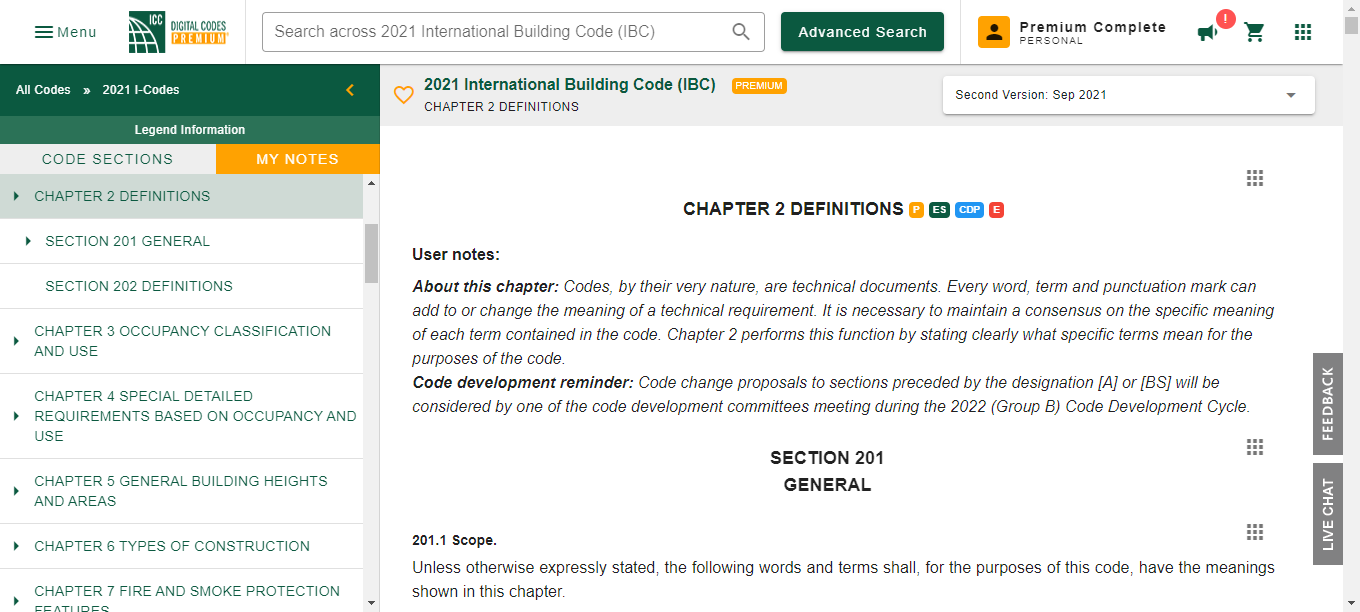 Menu
ICC
DIGITAL CODES
PREMIUM
Search across 2021 International Building Code (IBC)
Advanced Search
Premium Complete
PERSONAL
!
All Codes » 2021 I-Codes
Legend Information
CODE SECTIONS
MY NOTES
CHAPTER 2 DEFINITIONS
SECTION 201 GENERAL
SECTION 202 DEFINITIONS
CHAPTER 3 OCCUPANCY CLASSIFICATION
AND USE
CHAPTER 4 SPECIAL DETAILED
REQUIREMENTS BASED ON OCCUPANCY AND
USE
CHAPTER 5 GENERAL BUILDING HEIGHTS
AND AREAS
CHAPTER 6 TYPES OF CONSTRUCTION
CHAPTER 7 FIRE AND SMOKE PROTECTION
FEATURES
2021 International Building Code (IBC) PREMIUM
CHAPTER 2 DEFINITIONS
Second Version: Sep 2021
CHAPTER 2 DEFINITIONS P ES CDP E
User notes:
About this chapter: Codes, by their very nature, are technical documents. Every word, term and punctuation mark can
add to or change the meaning of a technical requirement. It is necessary to maintain a consensus on the specific meaning
of each term contained in the code. Chapter 2 performs this function by stating clearly what specific terms mean for the
purposes of the code.
Code development reminder: Code change proposals to sections preceded by the designation [A] or [BS] will be
considered by one of the code development committees meeting during the 2022 (Group B) Code Development Cycle.
SECTION 201
GENERAL
201.1 Scope.
Unless otherwise expressly stated, the following words and terms shall, for the purposes of this code, have the meanings
shown in this chapter.
FEEDBACK
LIVE CHAT